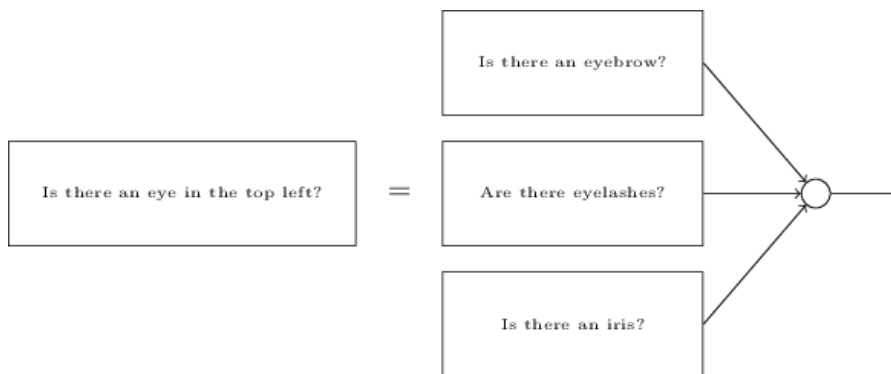 Is there an eyebrow?
Is there an eye in the top left?
=
Are there eyelashes?
Is there an iris?